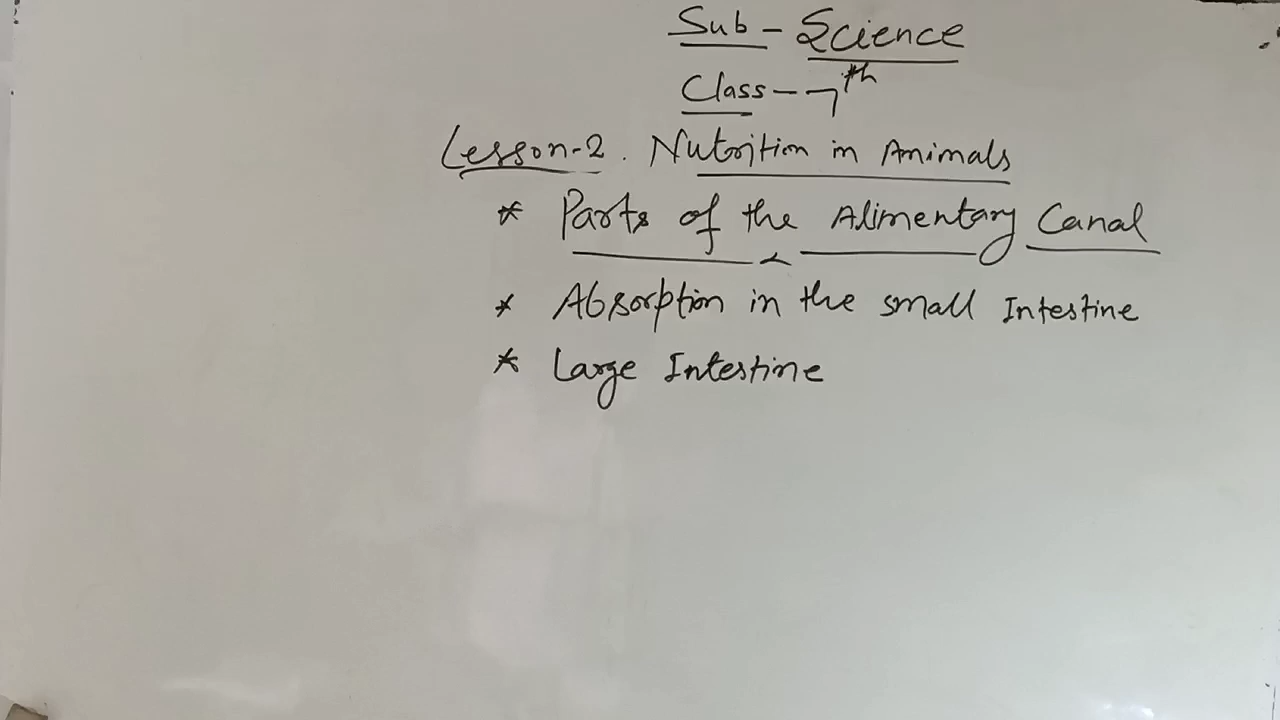 Sub - Science
Class - 7th
Lesson-2. Nutrition in Animals
* Parts of the Alimentary Canal
* Absorption in the small Intestine
* Large Intestine